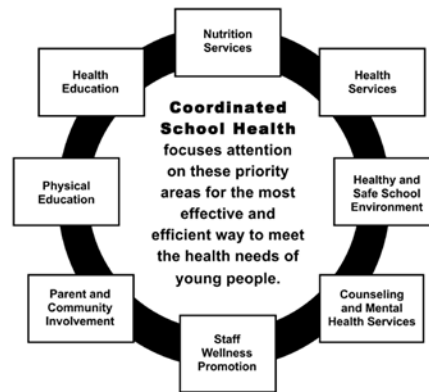 Nutrition
Services
Health
Education
Health
Services
Coordinated
School Health
focuses attention
on these priority
areas for the most
effective and
efficient way to meet
the health needs of
young people.
Physical
Education
Healthy and
Safe School
Environment
Parent and
Community
Involvement
Counseling
and Mental
Health Services
Staff
Wellness
Promotion